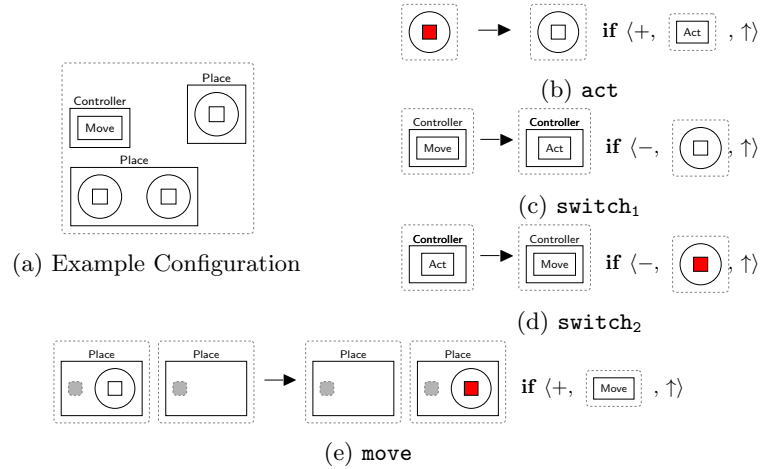 Place
Controller
Move
Place
(a) Example Configuration
if ⟨+, Act , ↑⟩
(b) act
Controller Controller
Move Act if ⟨−, , ↑⟩
(c) switch₁
Controller Controller
Act Move if ⟨−, , ↑⟩
(d) switch₂
Place Place Place Place
if ⟨+, Move , ↑⟩
(e) move